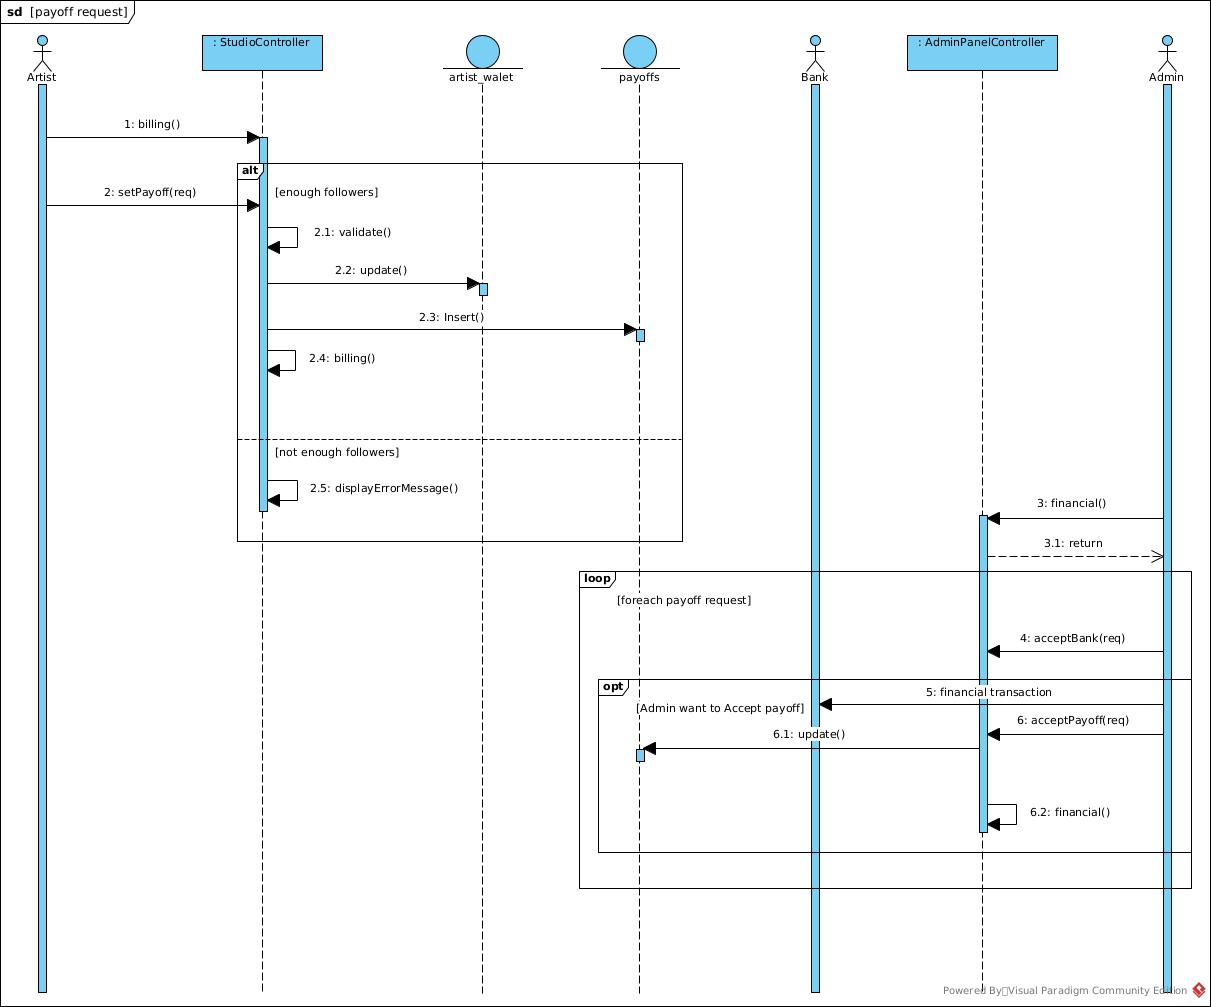 sd [payoff request]
Artist
: StudioController
artist_walet
payoffs
Bank
: AdminPanelController
Admin
1: billing()
alt
2: setPayoff(req)
[enough followers]
2.1: validate()
2.2: update()
2.3: Insert()
2.4: billing()
[not enough followers]
2.5: displayErrorMessage()
3: financial()
3.1: return
loop
[foreach payoff request]
4: acceptBank(req)
opt
5: financial transaction
[Admin want to Accept payoff]
6: acceptPayoff(req)
6.1: update()
6.2: financial()
Powered By Visual Paradigm Community Edition